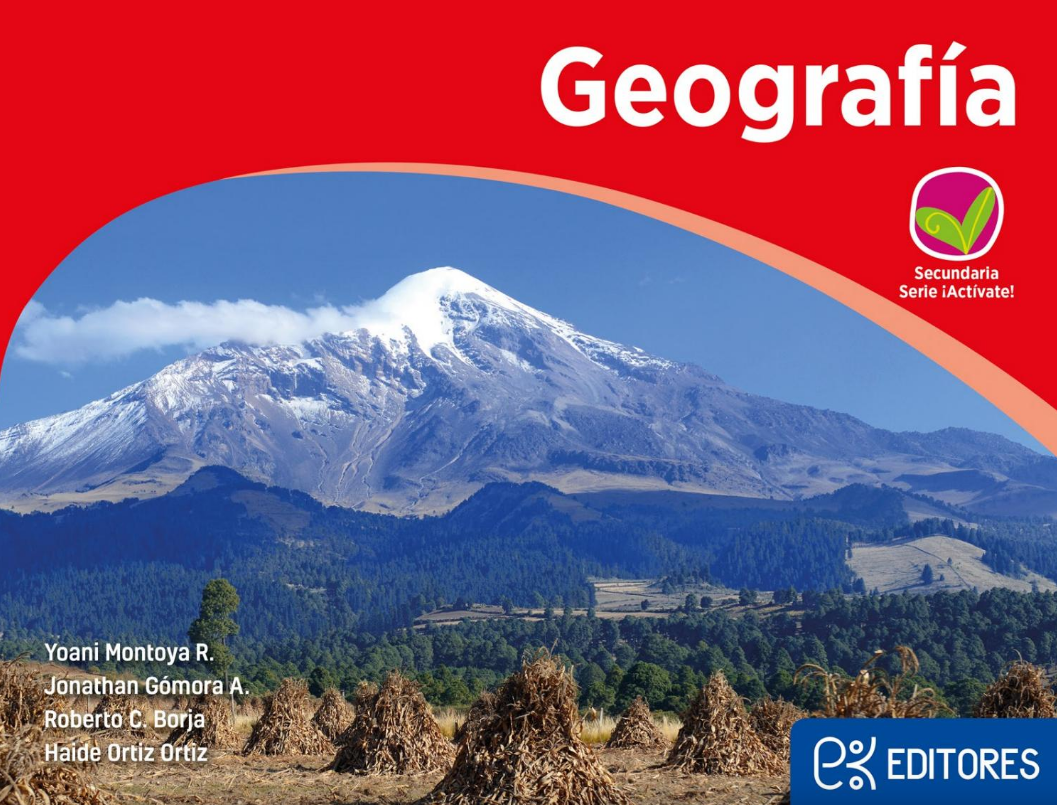 Geografía
Secundaria
Serie ¡Actívate!
Yoani Montoya R.
Jonathan Gómora A.
Roberto C. Borja
Haide Ortiz Ortiz
EDITORES